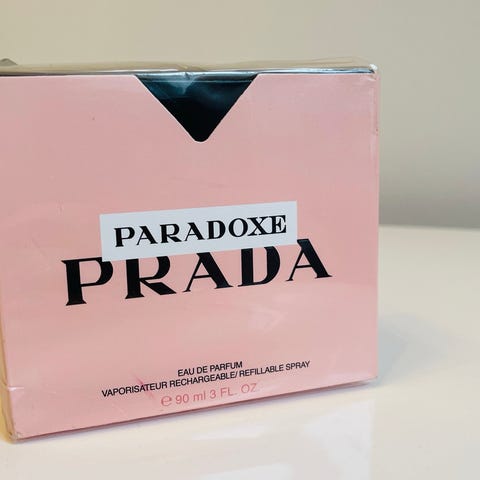 PARADOXE
PRADA
EAU DE PARFUM
VAPORISATEUR RECHARGEABLE/ REFILLABLE SPRAY
℮ 90 ml 3 FL. OZ.